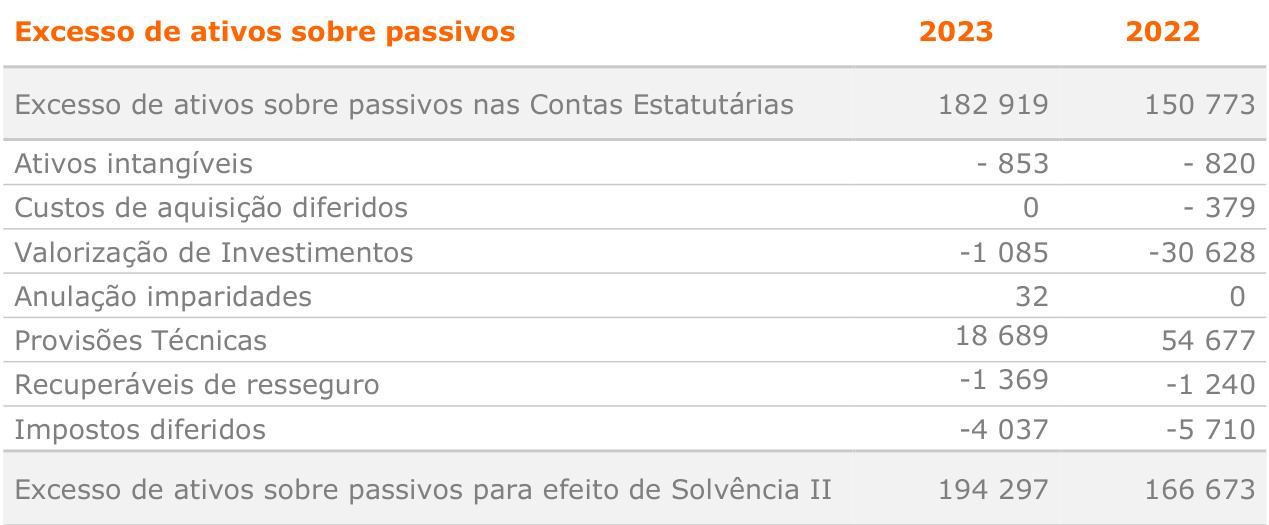 Excesso de ativos sobre passivos 2023 2022
Excesso de ativos sobre passivos nas Contas Estatutárias 182 919 150 773
Ativos intangíveis - 853 - 820
Custos de aquisição diferidos 0 - 379
Valorização de Investimentos -1 085 -30 628
Anulação imparidades 32 0
Provisões Técnicas 18 689 54 677
Recuperáveis de resseguro -1 369 -1 240
Impostos diferidos -4 037 -5 710
Excesso de ativos sobre passivos para efeito de Solvência II 194 297 166 673